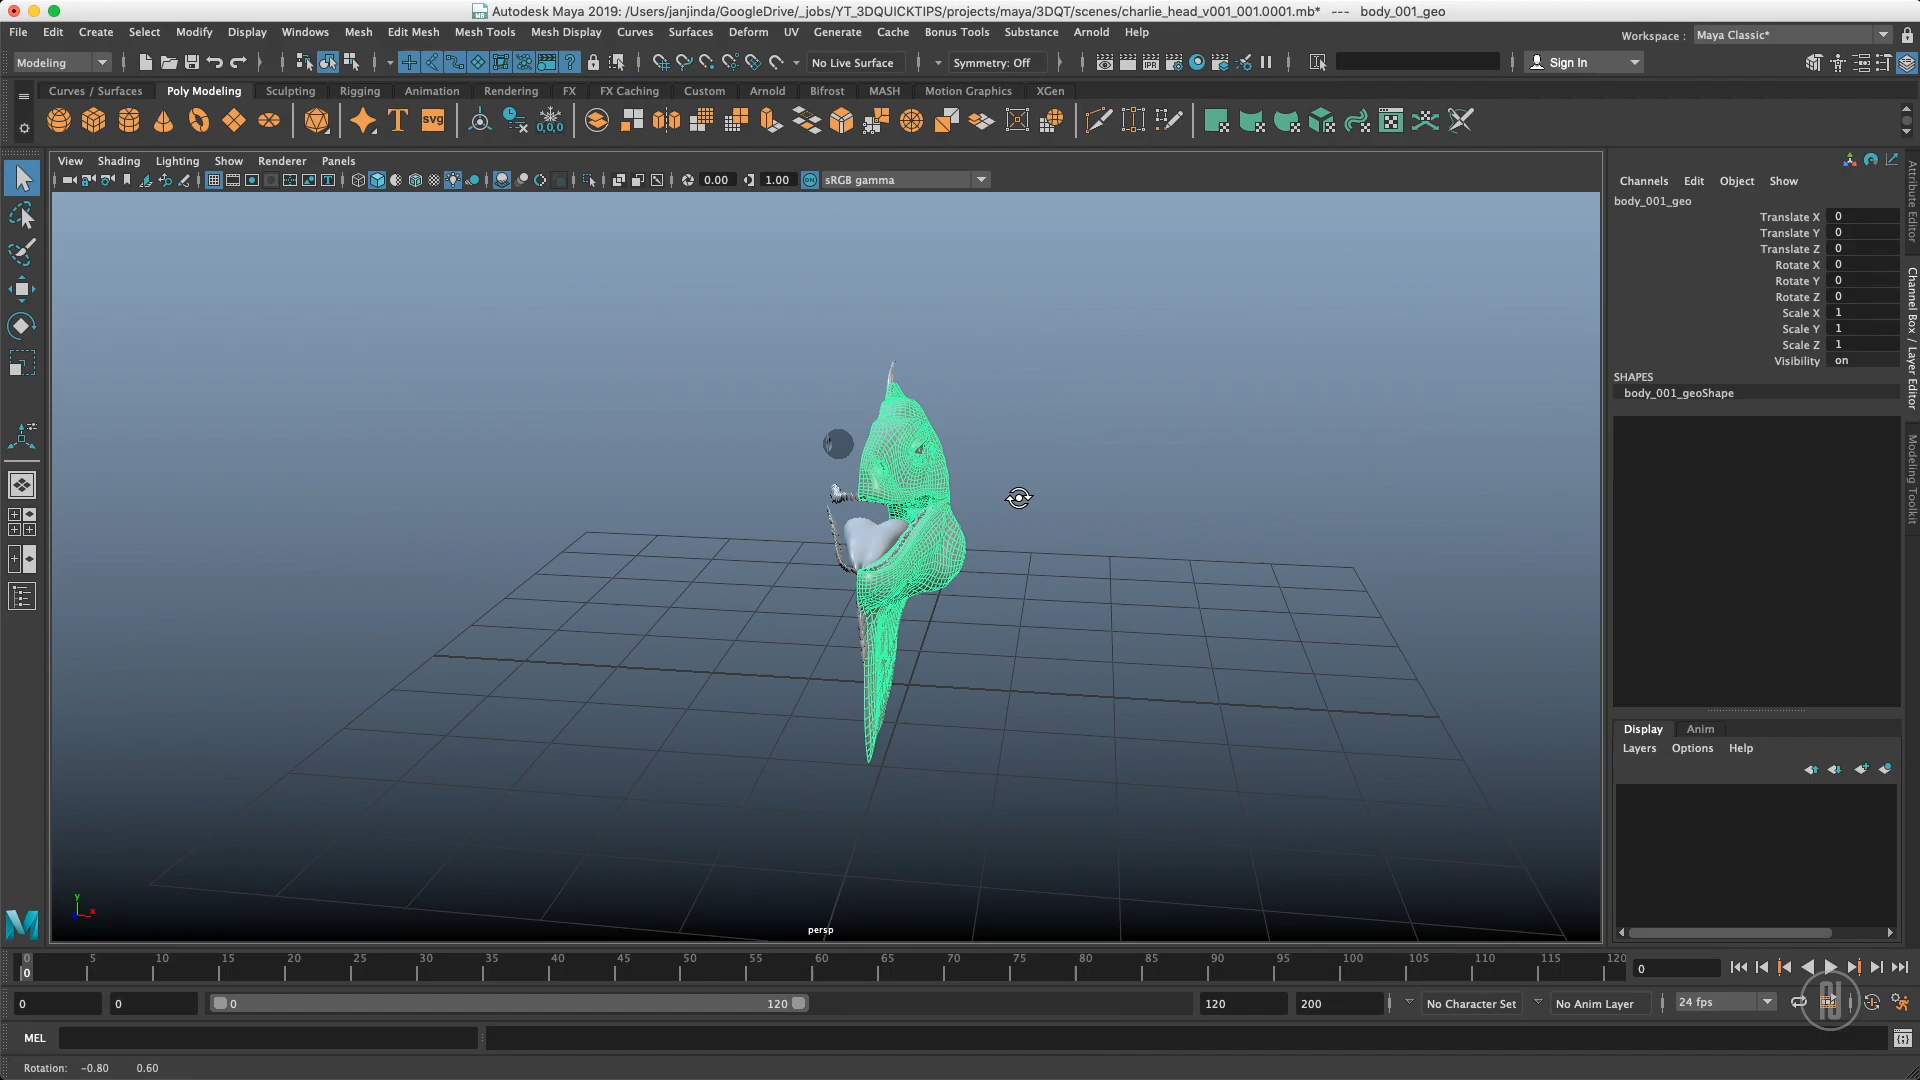 Autodesk Maya 2019: /Users/janjinda/GoogleDrive/_jobs/YT_3DQUICKTIPS/projects/maya/3DQT/scenes/charlie_head_v001_001.0001.mb* --- body_001_geo
File Edit Create Select Modify Display Windows Mesh Edit Mesh Mesh Tools Mesh Display Curves Surfaces Deform UV Generate Cache Bonus Tools Substance Arnold Help
Workspace : Maya Classic*
Modeling No Live Surface Symmetry: Off Sign In
Curves / Surfaces Poly Modeling Sculpting Rigging Animation Rendering FX FX Caching Custom Arnold Bifrost MASH Motion Graphics XGen
T svg 0,0,0
View Shading Lighting Show Renderer Panels
0.00 1.00 ON sRGB gamma
IPR
Channels Edit Object Show
body_001_geo
Translate X 0
Translate Y 0
Translate Z 0
Rotate X 0
Rotate Y 0
Rotate Z 0
Scale X 1
Scale Y 1
Scale Z 1
Visibility on
SHAPES
body_001_geoShape
Attribute Editor
Channel Box / Layer Editor
Modeling Toolkit
Display Anim
Layers Options Help
y
x
persp
0 5 10 15 20 25 30 35 40 45 50 55 60 65 70 75 80 85 90 95 100 105 110 115 120
0 0
0 0 0 120 120 200 No Character Set No Anim Layer 24 fps
MEL
Rotation: -0.80 0.60